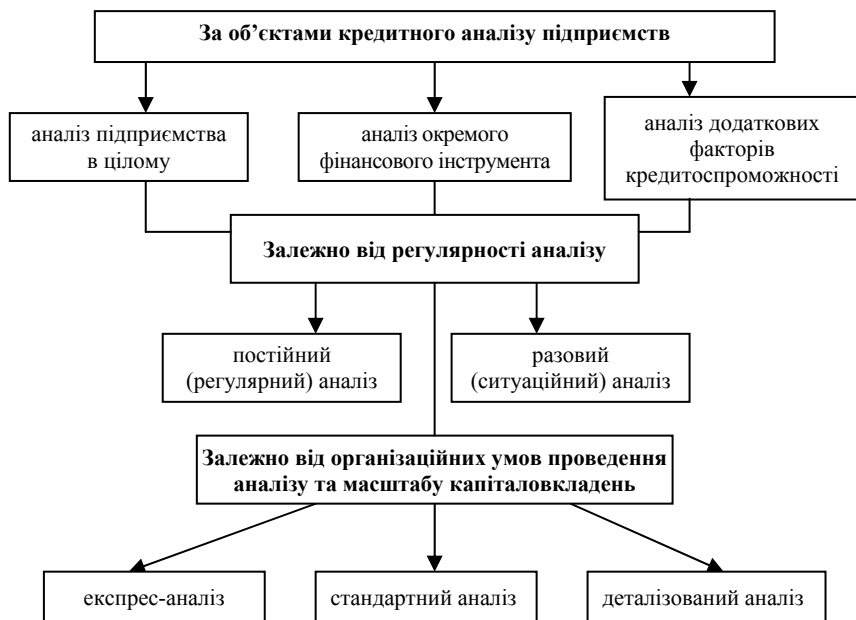 За об’єктами кредитного аналізу підприємств
аналіз підприємства
в цілому
аналіз окремого
фінансового інструмента
аналіз додаткових
факторів
кредитоспроможності
Залежно від регулярності аналізу
постійний
(регулярний) аналіз
разовий
(ситуаційний) аналіз
Залежно від організаційних умов проведення
аналізу та масштабу капіталовкладень
експрес-аналіз
стандартний аналіз
деталізований аналіз